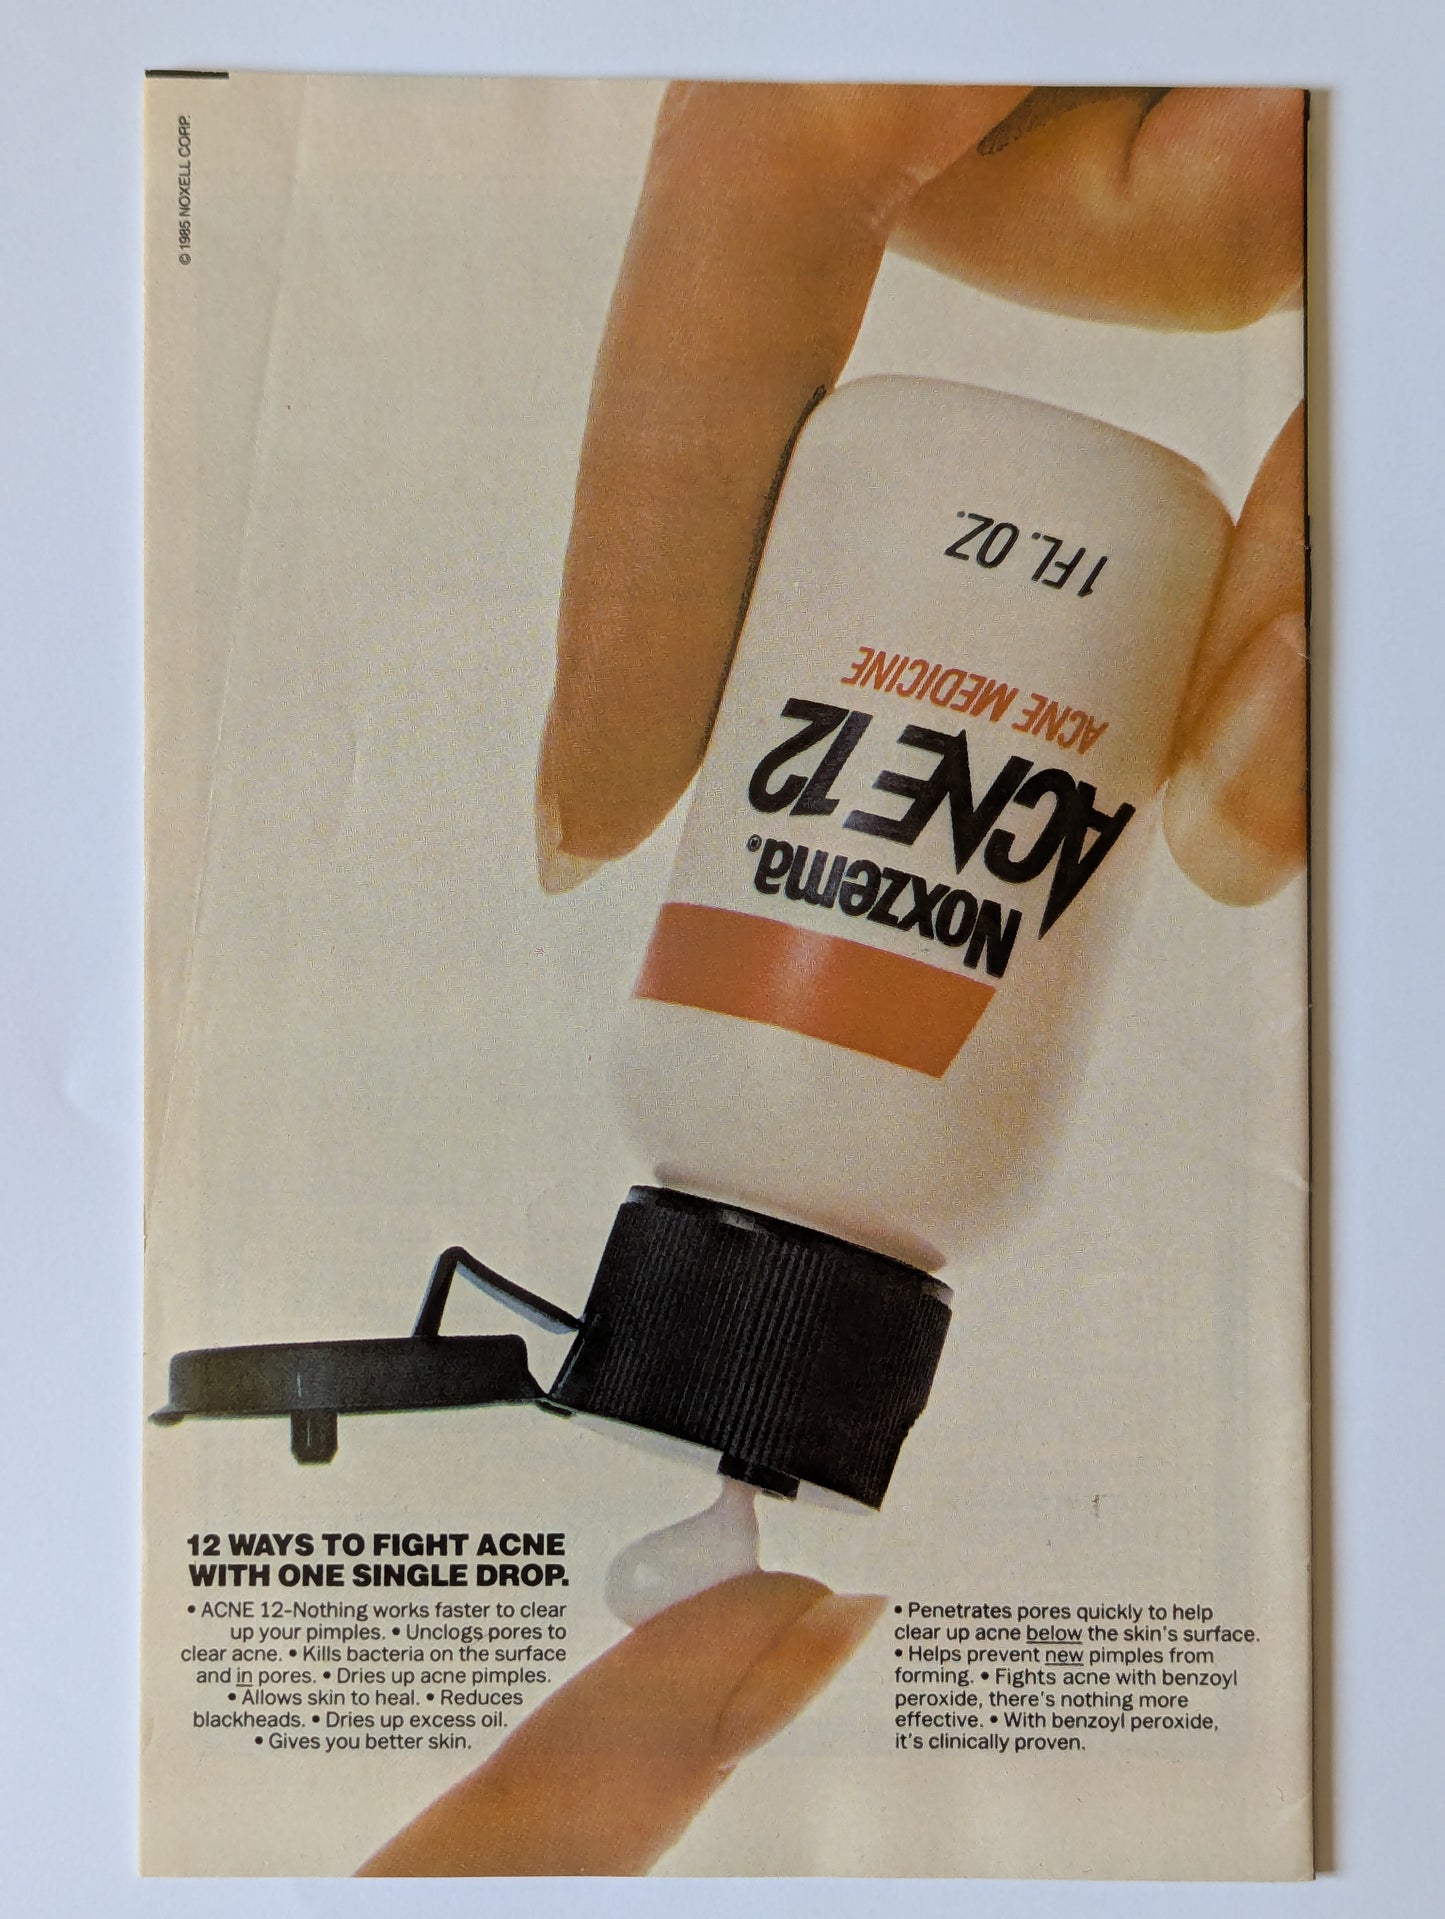 © 1985 NOXELL CORP.
1 FL. OZ.
ACNE MEDICINE
ACNE 12
Noxzema®
12 WAYS TO FIGHT ACNE
WITH ONE SINGLE DROP.
• ACNE 12–Nothing works faster to clear
up your pimples. • Unclogs pores to
clear acne. • Kills bacteria on the surface
and in pores. • Dries up acne pimples.
• Allows skin to heal. • Reduces
blackheads. • Dries up excess oil.
• Gives you better skin.
• Penetrates pores quickly to help
clear up acne below the skin's surface.
• Helps prevent new pimples from
forming. • Fights acne with benzoyl
peroxide, there's nothing more
effective. • With benzoyl peroxide,
it's clinically proven.